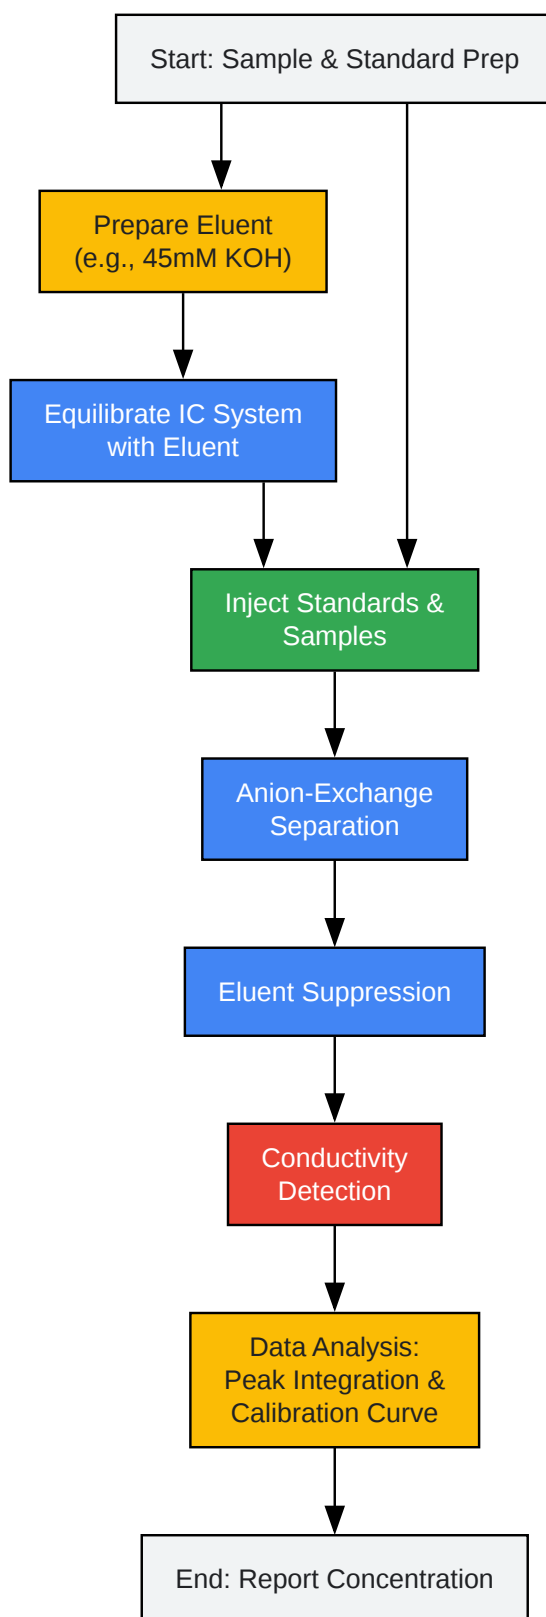 Start: Sample & Standard Prep
Prepare Eluent
(e.g., 45mM KOH)
Equilibrate IC System
with Eluent
Inject Standards &
Samples
Anion-Exchange
Separation
Eluent Suppression
Conductivity
Detection
Data Analysis:
Peak Integration &
Calibration Curve
End: Report Concentration